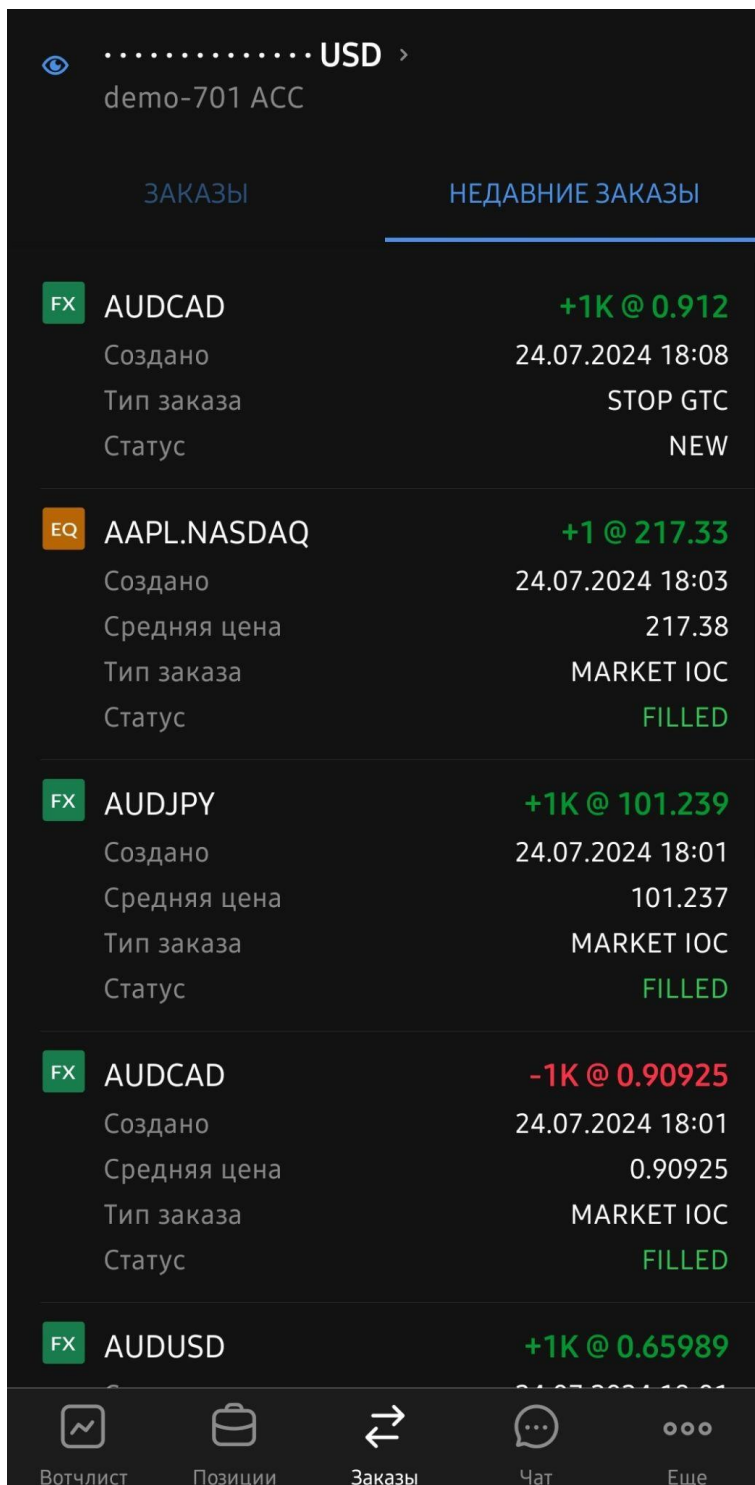 ·············· USD >
demo-701 ACC
ЗАКАЗЫ НЕДАВНИЕ ЗАКАЗЫ
FX AUDCAD +1K @ 0.912
Создано 24.07.2024 18:08
Тип заказа STOP GTC
Статус NEW
EQ AAPL.NASDAQ +1 @ 217.33
Создано 24.07.2024 18:03
Средняя цена 217.38
Тип заказа MARKET IOC
Статус FILLED
FX AUDJPY +1K @ 101.239
Создано 24.07.2024 18:01
Средняя цена 101.237
Тип заказа MARKET IOC
Статус FILLED
FX AUDCAD -1K @ 0.90925
Создано 24.07.2024 18:01
Средняя цена 0.90925
Тип заказа MARKET IOC
Статус FILLED
FX AUDUSD +1K @ 0.65989
Вотчлист Позиции Заказы Чат Еще